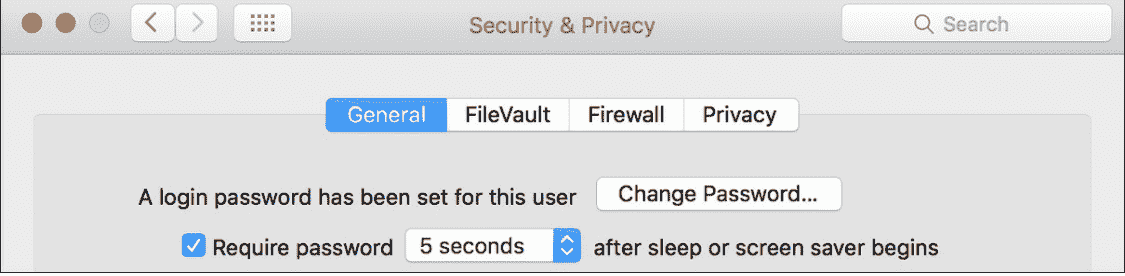 Security & Privacy
Search
General FileVault Firewall Privacy
A login password has been set for this user Change Password...
Require password 5 seconds after sleep or screen saver begins